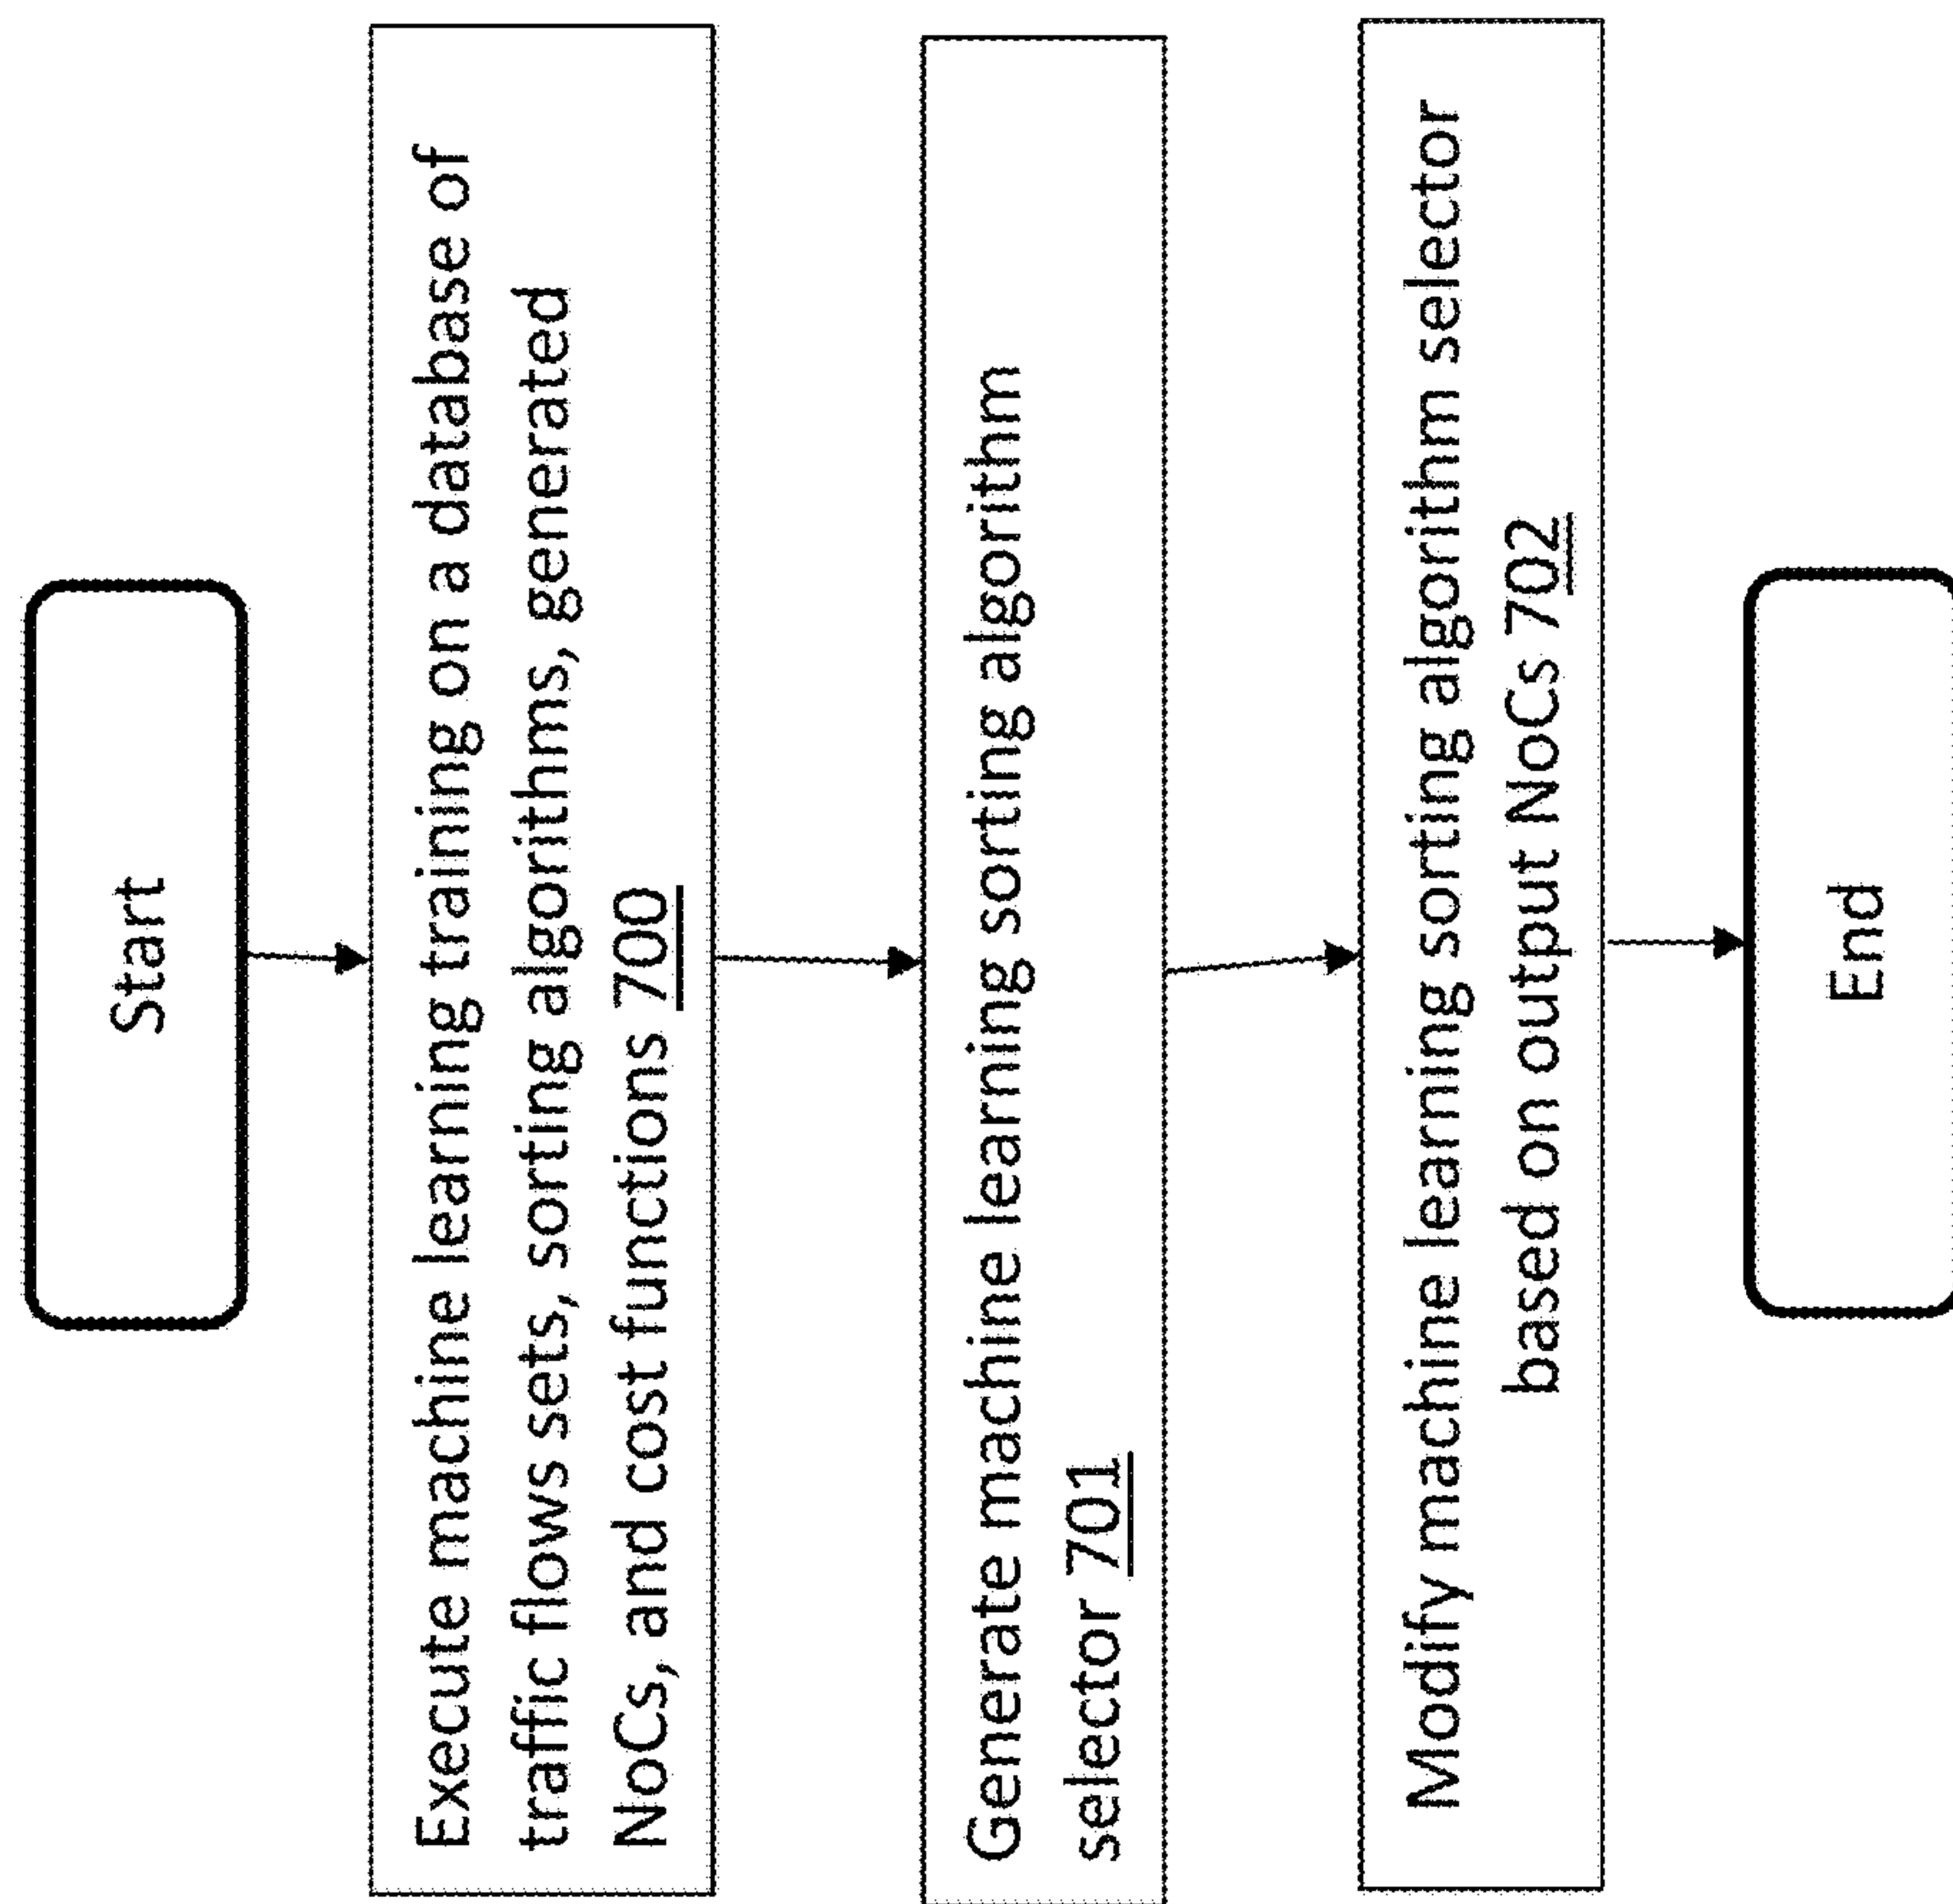 Start
Execute machine learning training on a database of
traffic flows sets, sorting algorithms, generated
NoCs, and cost functions 700
Generate machine learning sorting algorithm
selector 701
Modify machine learning sorting algorithm selector
based on output NoCs 702
End